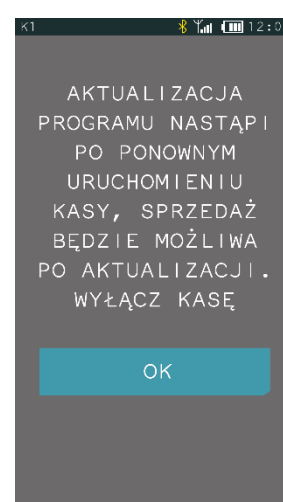 K1 12:0
AKTUALIZACJA
PROGRAMU NASTĄPI
PO PONOWNYM
URUCHOMIENIU
KASY, SPRZEDAŻ
BĘDZIE MOŻLIWA
PO AKTUALIZACJI.
WYŁĄCZ KASĘ
OK